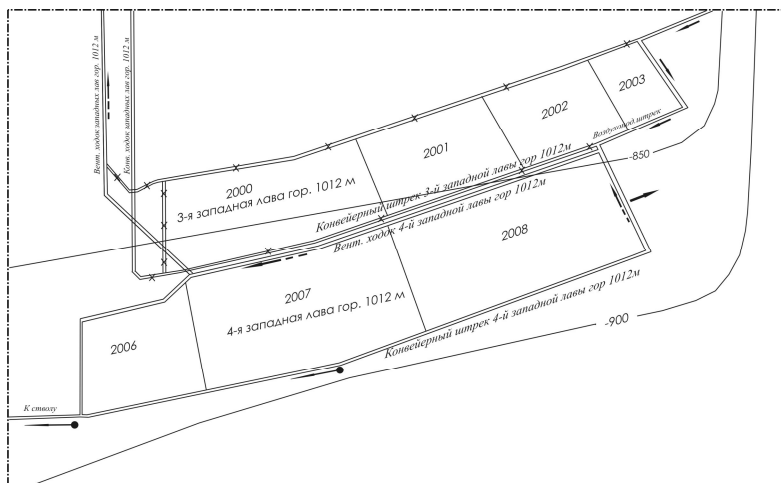 Вент. ходок западных лав гор. 1012 м
Конв. ходок западных лав гор. 1012 м
2003
2002
Воздухопод. штрек
2001
-850
2000
3-я западная лава гор. 1012 м
Конвейерный штрек 3-й западной лавы гор 1012м
Вент. ходок 4-й западной лавы гор 1012м
2008
2007
4-я западная лава гор. 1012 м
Конвейерный штрек 4-й западной лавы гор 1012м
-900
2006
К стволу